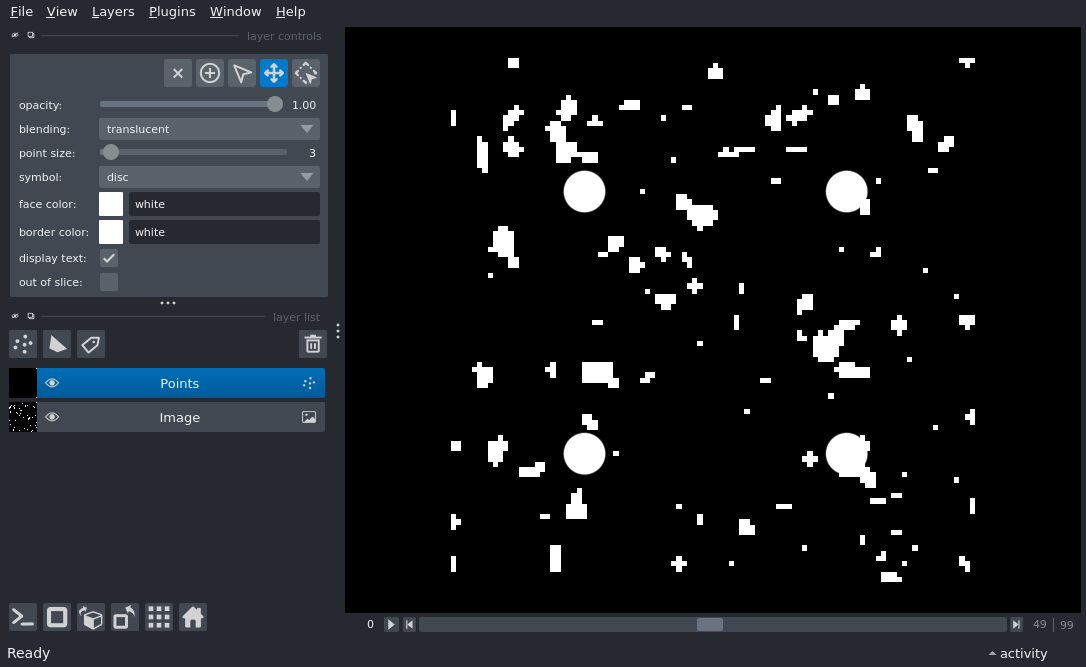 File View Layers Plugins Window Help
layer controls
opacity: 1.00
blending: translucent
point size: 3
symbol: disc
face color: white
border color: white
display text:
out of slice:
layer list
Points
Image
0 49 99
Ready activity